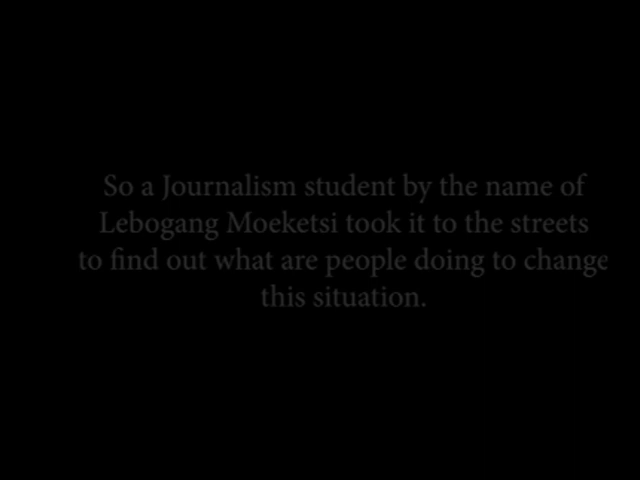 So a Journalism student by the name of
Lebogang Moeketsi took it to the streets
to find out what are people doing to change
this situation.